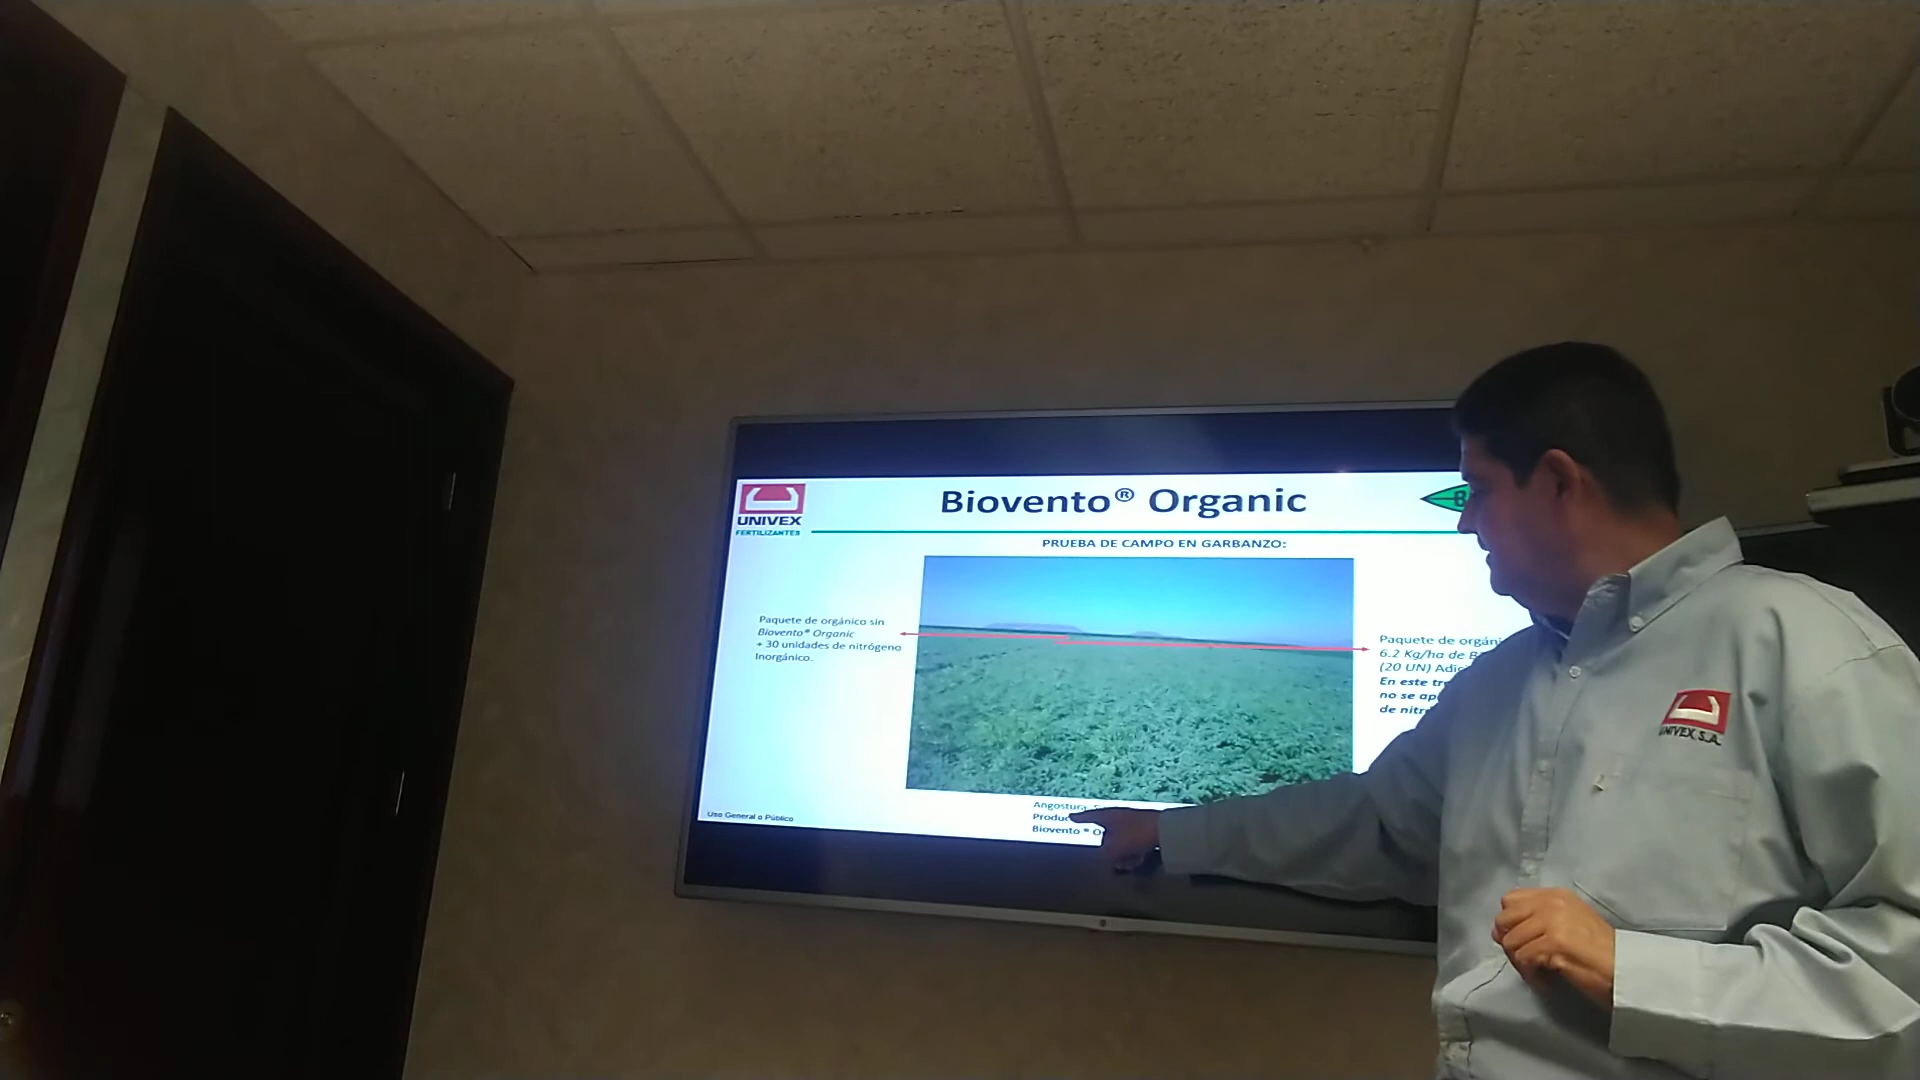 UNIVEX
FERTILIZANTES
Biovento® Organic
B
PRUEBA DE CAMPO EN GARBANZO:
Paquete de orgánico sin
Biovento® Organic
+ 30 unidades de nitrógeno
Inorgánico.
Paquete de orgáni
6.2 Kg/ha de B
(20 UN) Adic
En este tr
no se ap
de nitr
Angostura,
Produc
Biovento ® O
Uso General o Público
UNIVEX S.A.